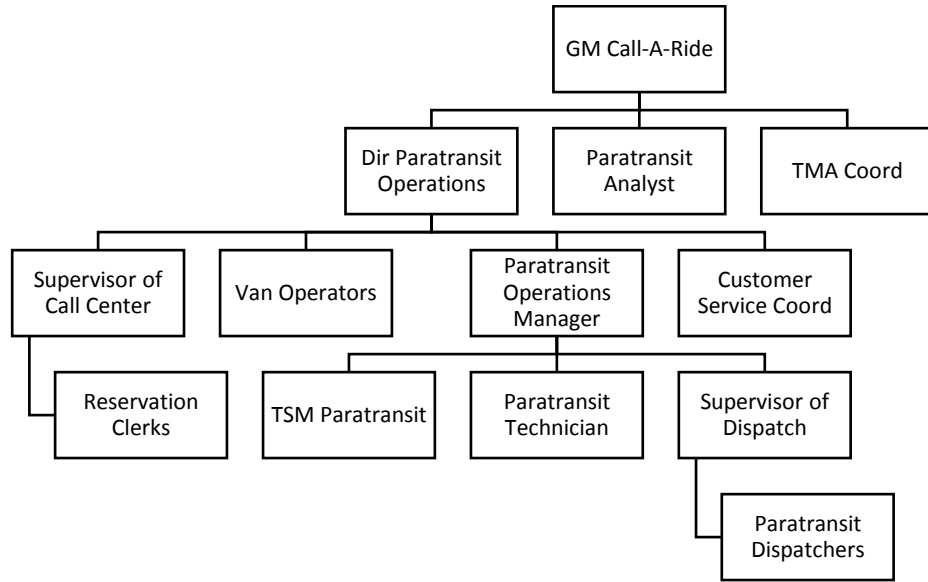 GM Call-A-Ride
Dir Paratransit
Operations
Paratransit
Analyst
TMA Coord
Supervisor of
Call Center
Van Operators
Paratransit
Operations
Manager
Customer
Service Coord
Reservation
Clerks
TSM Paratransit
Paratransit
Technician
Supervisor of
Dispatch
Paratransit
Dispatchers